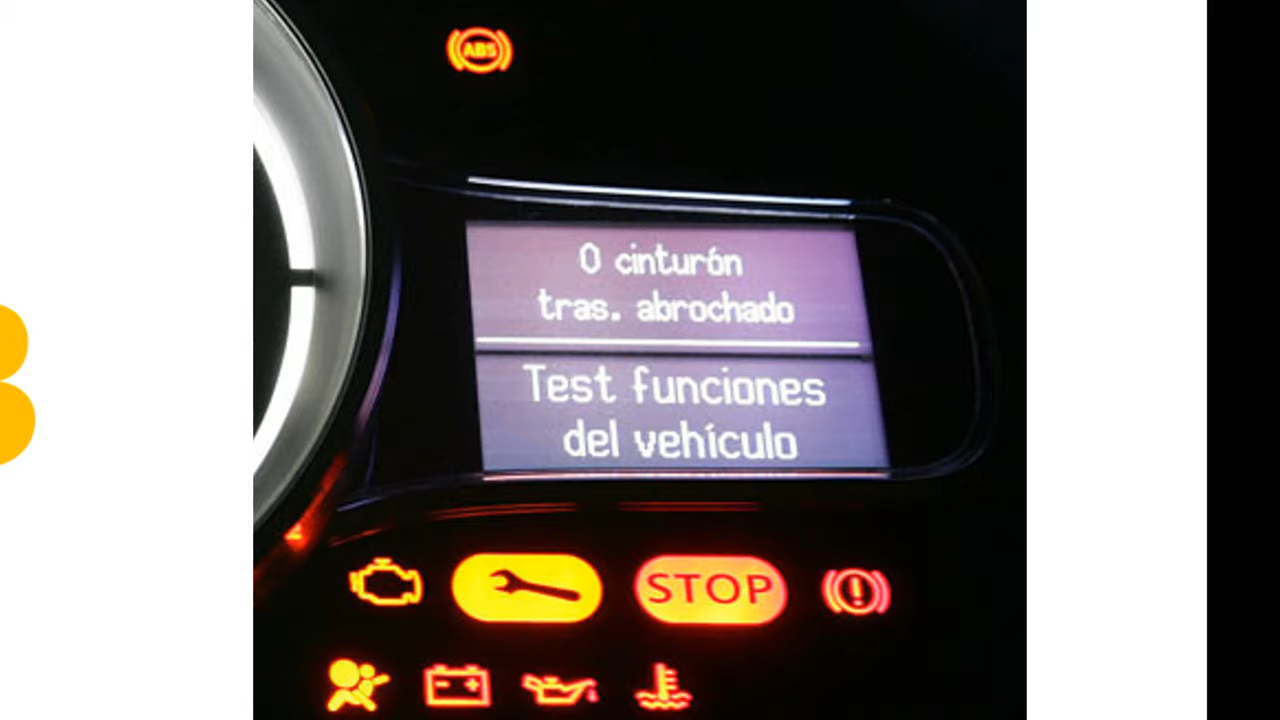 ABS
0 cinturón
tras. abrochado
Test funciones
del vehículo
STOP